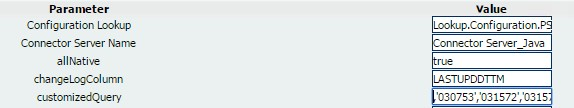 Parameter Value
Configuration Lookup Lookup.Configuration.PS
Connector Server Name Connector Server_Java
allNative true
changeLogColumn LASTUPDDTTM
customizedQuery ,'030753','031572','0315